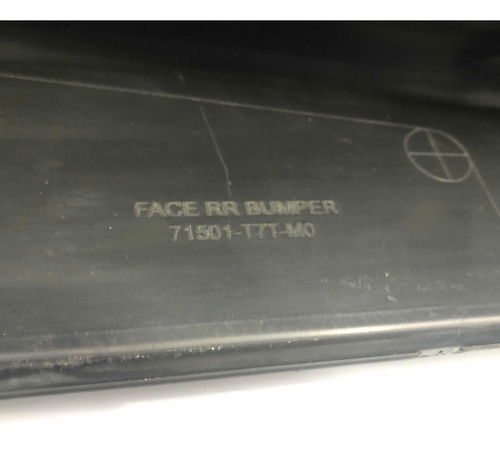 FACE RR BUMPER
71501-T7T-M0